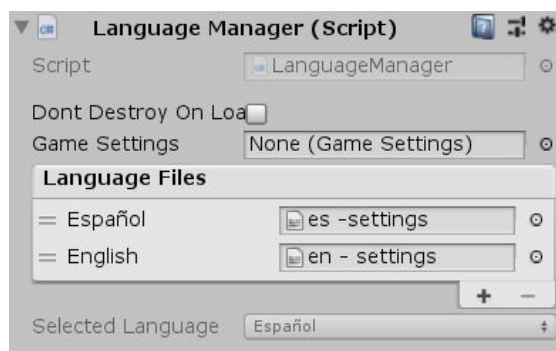 Language Manager (Script)
Script LanguageManager
Dont Destroy On Loa
Game Settings None (Game Settings)
Language Files
Español es -settings
English en - settings
Selected Language Español